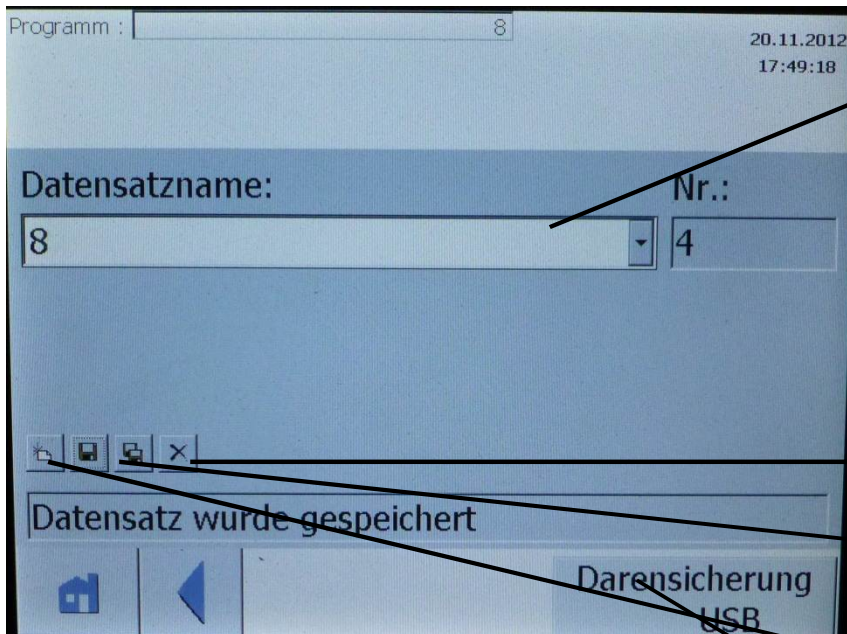 Programm : 8
20.11.2012
17:49:18
Datensatzname: Nr.:
8 4
Datensatz wurde gespeichert
Darensicherung
USB